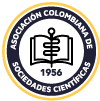 ASOCIACIÓN COLOMBIANA DE
SOCIEDADES CIENTÍFICAS
1956